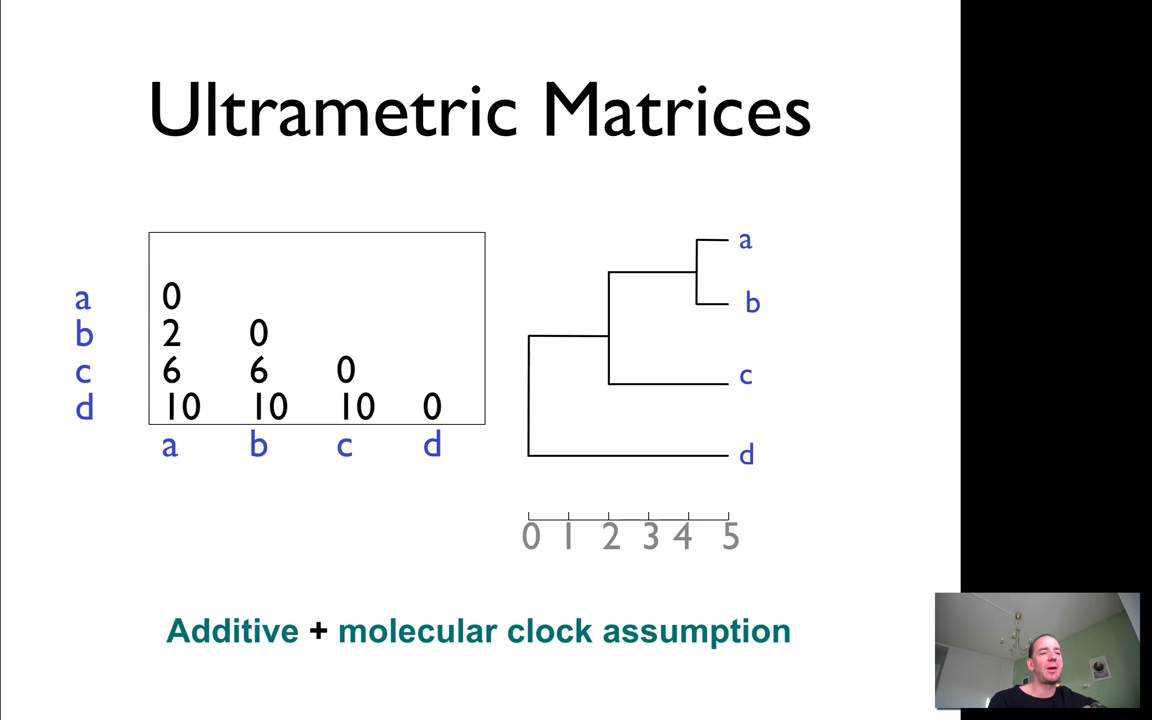 Ultrametric Matrices
a 0
b 2 0
c 6 6 0
d 10 10 10 0
a b c d
a
b
c
d
0 1 2 3 4 5
Additive + molecular clock assumption